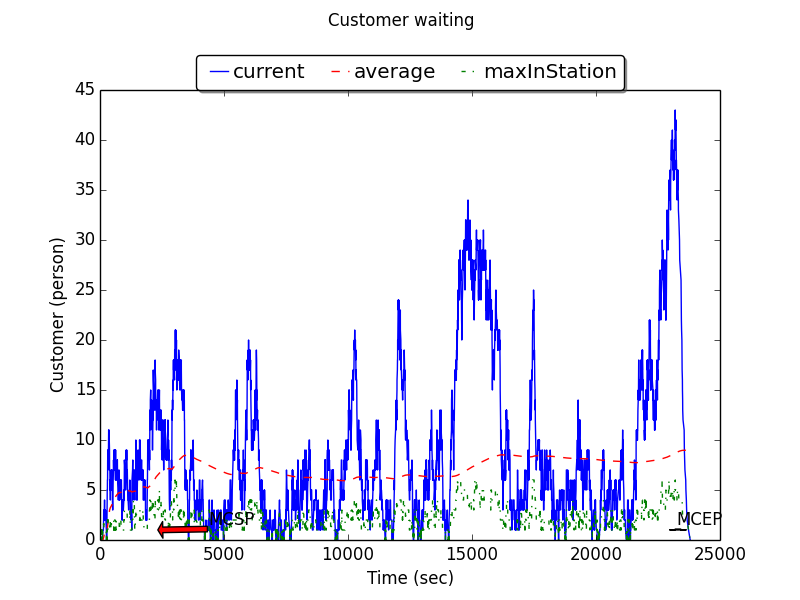 Customer waiting
current average maxInStation
45
40
35
30
25
20
15
10
5
0
Customer (person)
MCSP
MCEP
0 5000 10000 15000 20000 25000
Time (sec)